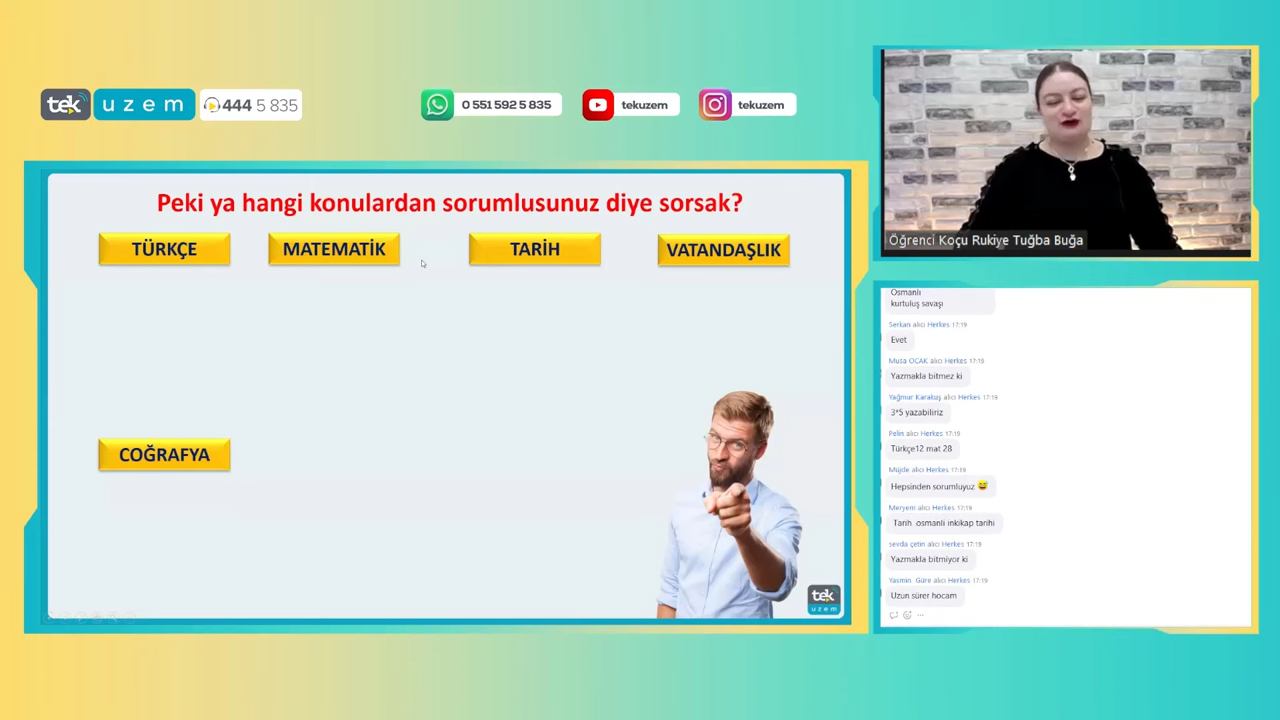 tek uzem 444 5 835
0 551 592 5 835
tekuzem
tekuzem
Peki ya hangi konulardan sorumlusunuz diye sorsak?
TÜRKÇE
MATEMATİK
TARİH
VATANDAŞLIK
COĞRAFYA
tek
uzem
Öğrenci Koçu Rukiye Tuğba Buğa
Osmanlı
kurtuluş savaşı
Serkan alıcı Herkes 17:19
Evet
Musa OCAK alıcı Herkes 17:19
Yazmakla bitmez ki
Yağmur Karakuş alıcı Herkes 17:19
3*5 yazabiliriz
Pelin alıcı Herkes 17:19
Türkçe12 mat 28
Müjde alıcı Herkes 17:19
Hepsinden sorumluyuz 😅
Meryem alıcı Herkes 17:19
Tarih osmanli inkikap tarihi
sevda çetin alıcı Herkes 17:19
Yazmakla bitmiyor ki
Yasmin Güre alıcı Herkes 17:19
Uzun sürer hocam